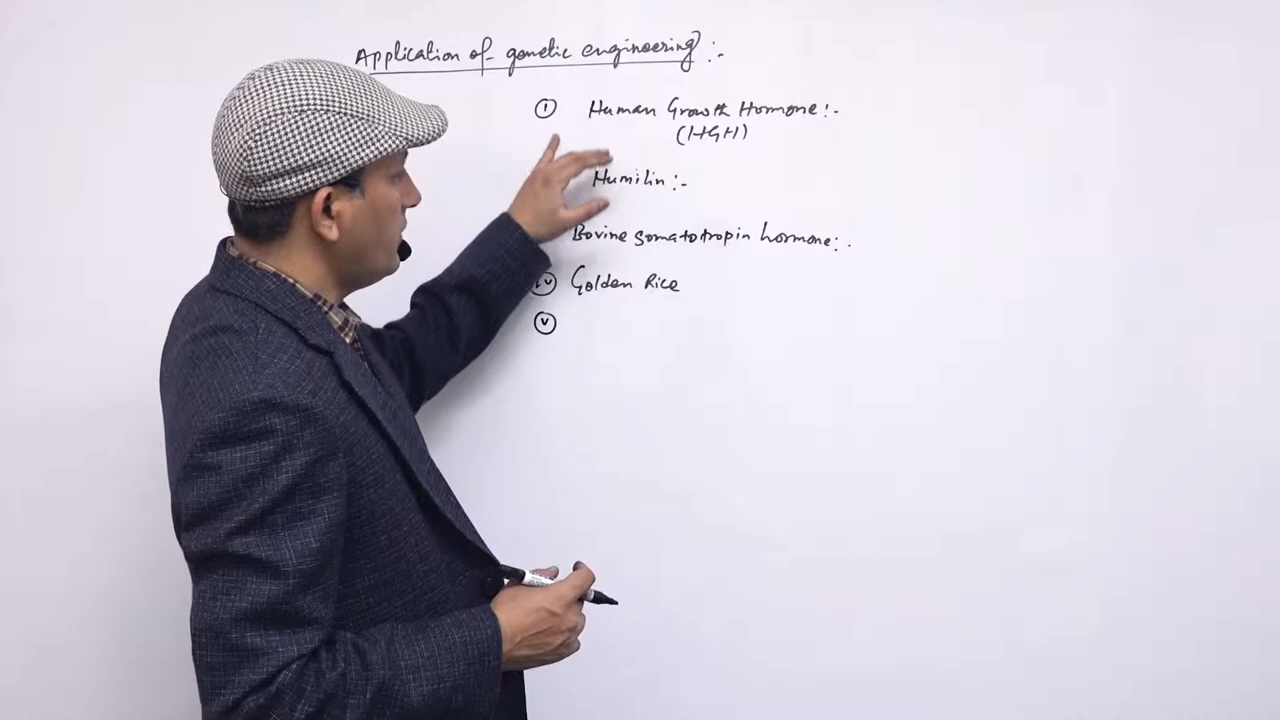 Application of genetic engineering :-
① Human Growth Hormone :-
(HGH)
Humilin :-
Bovine somatotropin hormone :.
iv Golden Rice
v